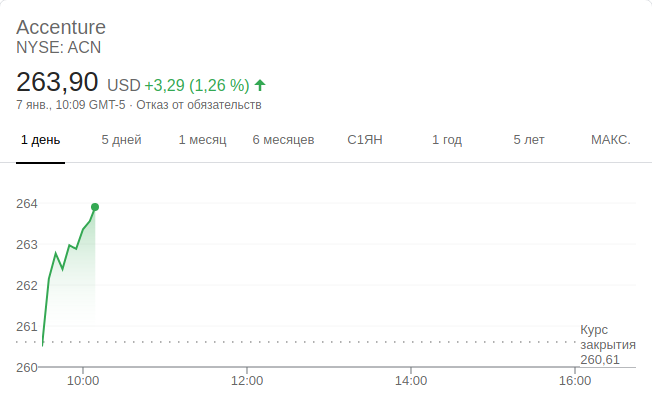 Accenture
NYSE: ACN
263,90 USD +3,29 (1,26 %)
7 янв., 10:09 GMT-5 · Отказ от обязательств
1 день 5 дней 1 месяц 6 месяцев С1ЯН 1 год 5 лет МАКС.
264
263
262
261
Курс
закрытия
260,61
260
10:00 12:00 14:00 16:00